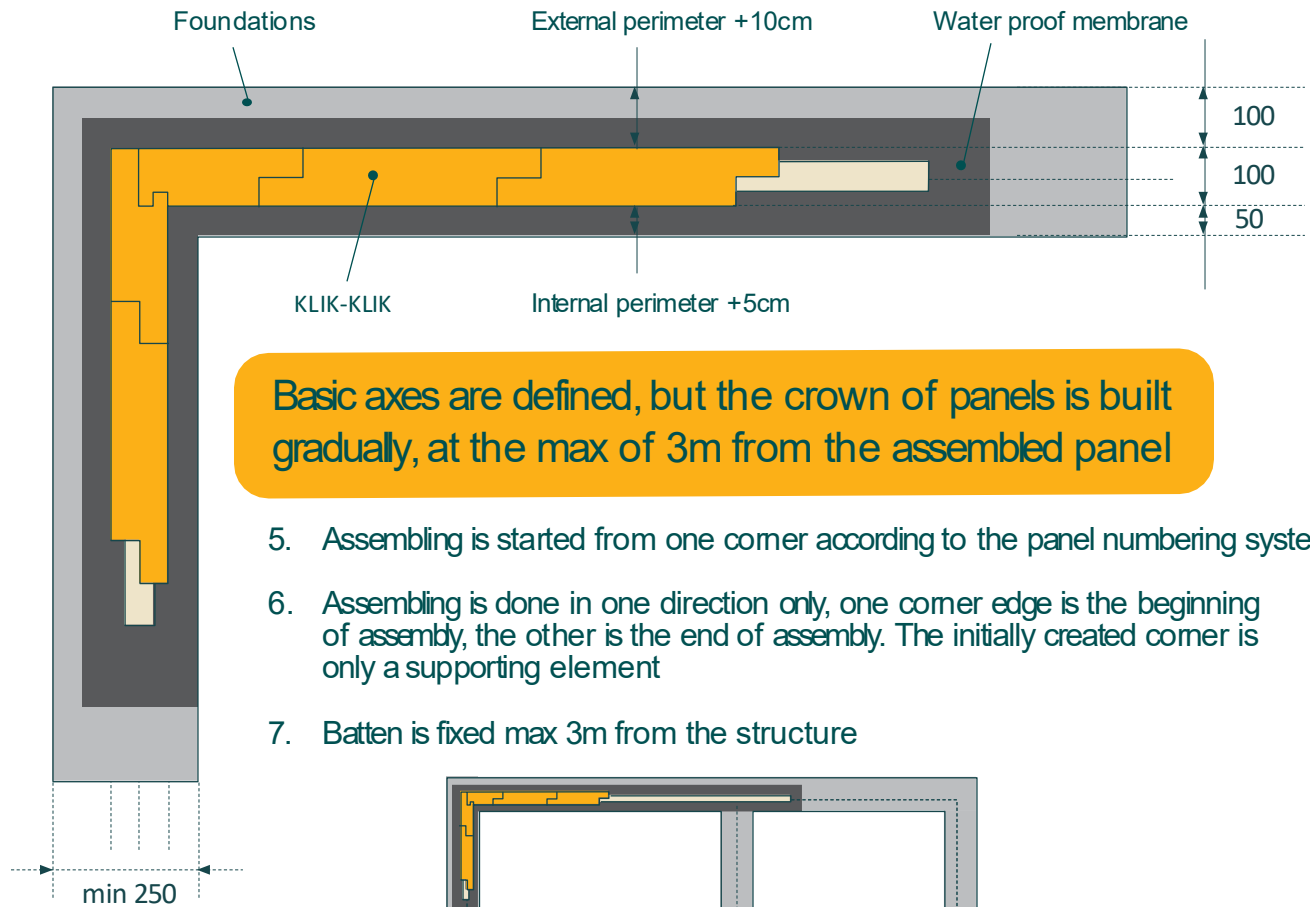 Foundations
External perimeter +10cm
Water proof membrane
100
100
50
KLIK-KLIK
Internal perimeter +5cm
Basic axes are defined, but the crown of panels is built
gradually, at the max of 3m from the assembled panel
5. Assembling is started from one corner according to the panel numbering syste
6. Assembling is done in one direction only, one corner edge is the beginning
of assembly, the other is the end of assembly. The initially created corner is
only a supporting element
7. Batten is fixed max 3m from the structure
min 250